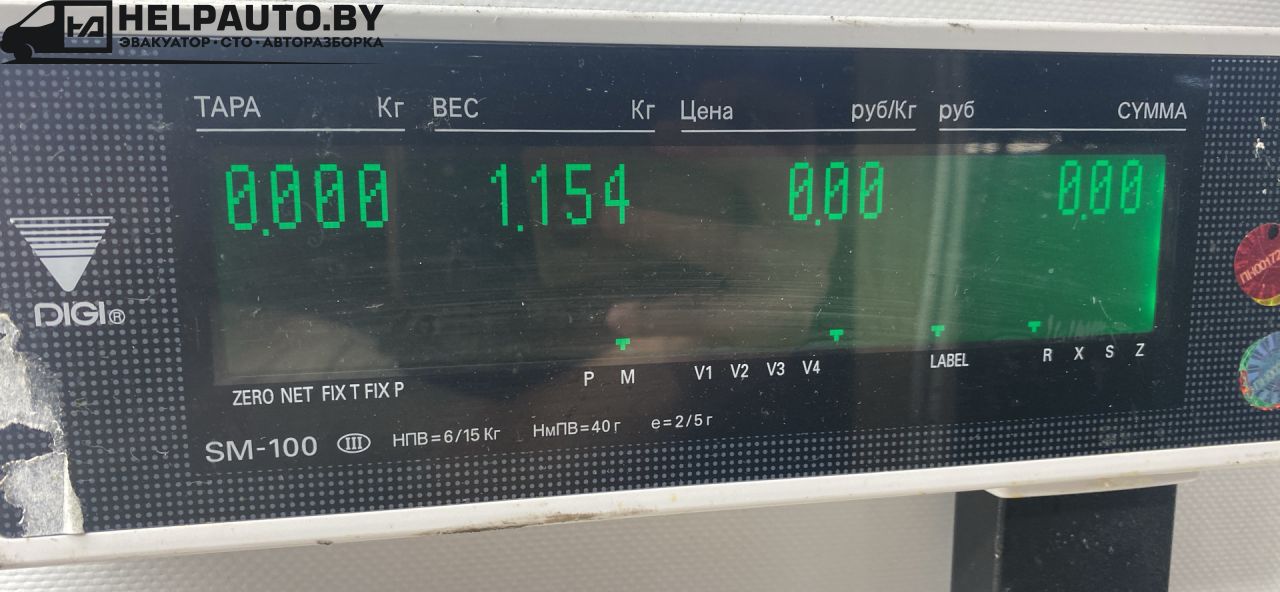 HELPAUTO.BY
ЭВАКУАТОР·СТО·АВТОРАЗБОРКА
ТАРА Кг ВЕС Кг Цена руб/Кг руб СУММА
0.000 1.154 0.00 0.00
DIGI®
ZERO NET FIX T FIX P P M V1 V2 V3 V4 LABEL R X S Z
SM-100 III НПВ=6/15 Кг НмПВ=40 г e=2/5 г